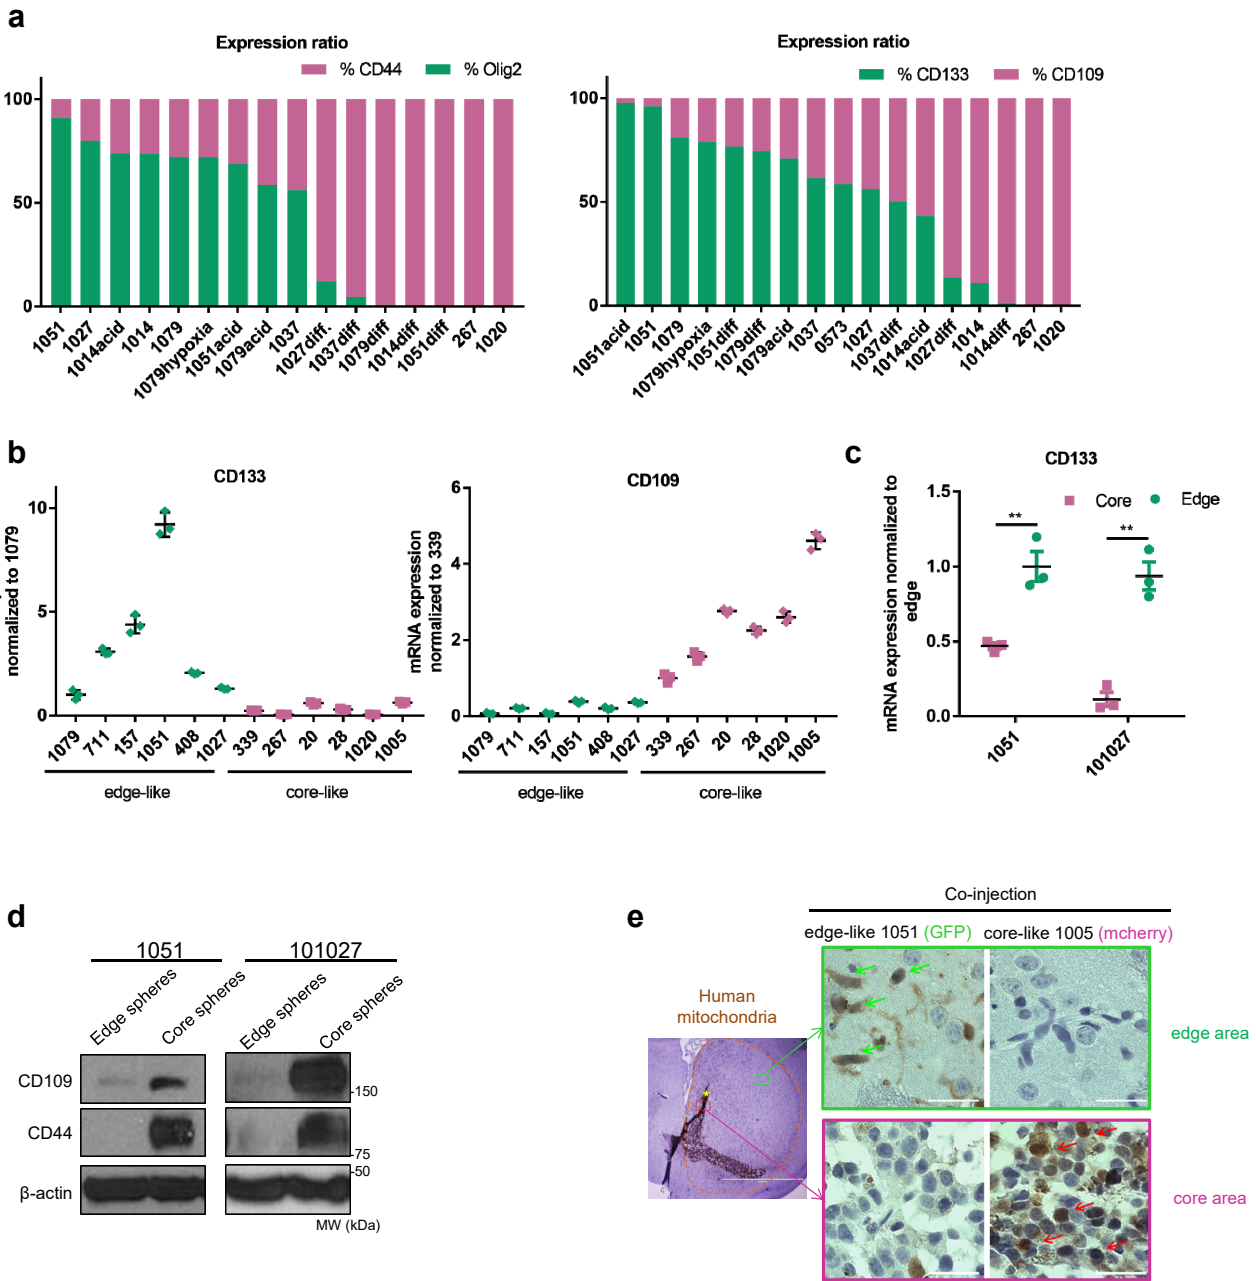 a
Expression ratio
% CD44 % Olig2
100
50
0
1051 1027 1014acid 1014 1079 1079hypoxia 1051acid 1079acid 1037 1027diff. 1037diff 1079diff 1014diff 1051diff 267 1020
Expression ratio
% CD133 % CD109
100
50
0
1051acid 1051 1079 1079hypoxia 1051diff 1079diff 1079acid 1037 0573 1027 1037diff 1014acid 1027diff 1014 1014diff 267 1020
b
CD133
normalized to 1079
10
5
0
1079 711 157 1051 408 1027 339 267 20 28 1020 1005
edge-like core-like
CD109
mRNA expression
normalized to 339
6
4
2
0
1079 711 157 1051 408 1027 339 267 20 28 1020 1005
edge-like core-like
c
CD133
Core Edge
mRNA expression normalized to
edge
1.5
1.0
0.5
0.0
** **
1051 101027
d
1051 101027
Edge spheres Core spheres Edge spheres Core spheres
CD109
-150
CD44
-75
-50
β-actin
MW (kDa)
e
Co-injection
edge-like 1051 (GFP) core-like 1005 (mcherry)
Human
mitochondria
edge area
core area